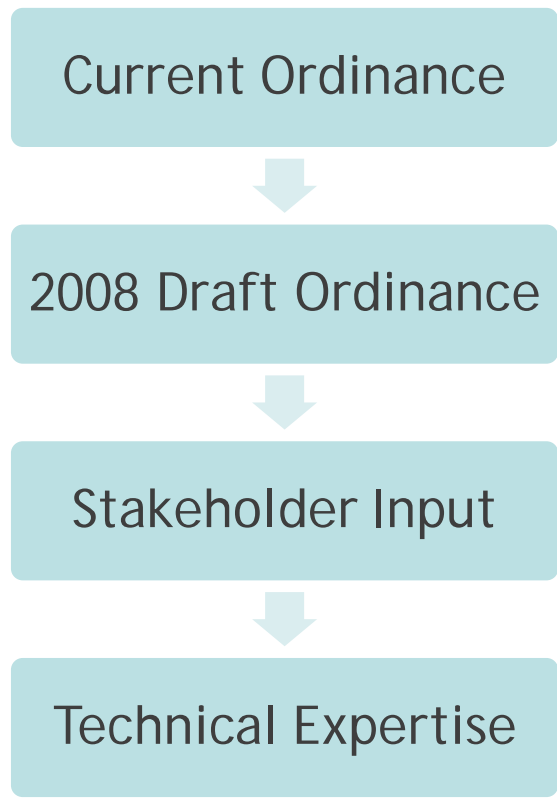 Current Ordinance
2008 Draft Ordinance
Stakeholder Input
Technical Expertise